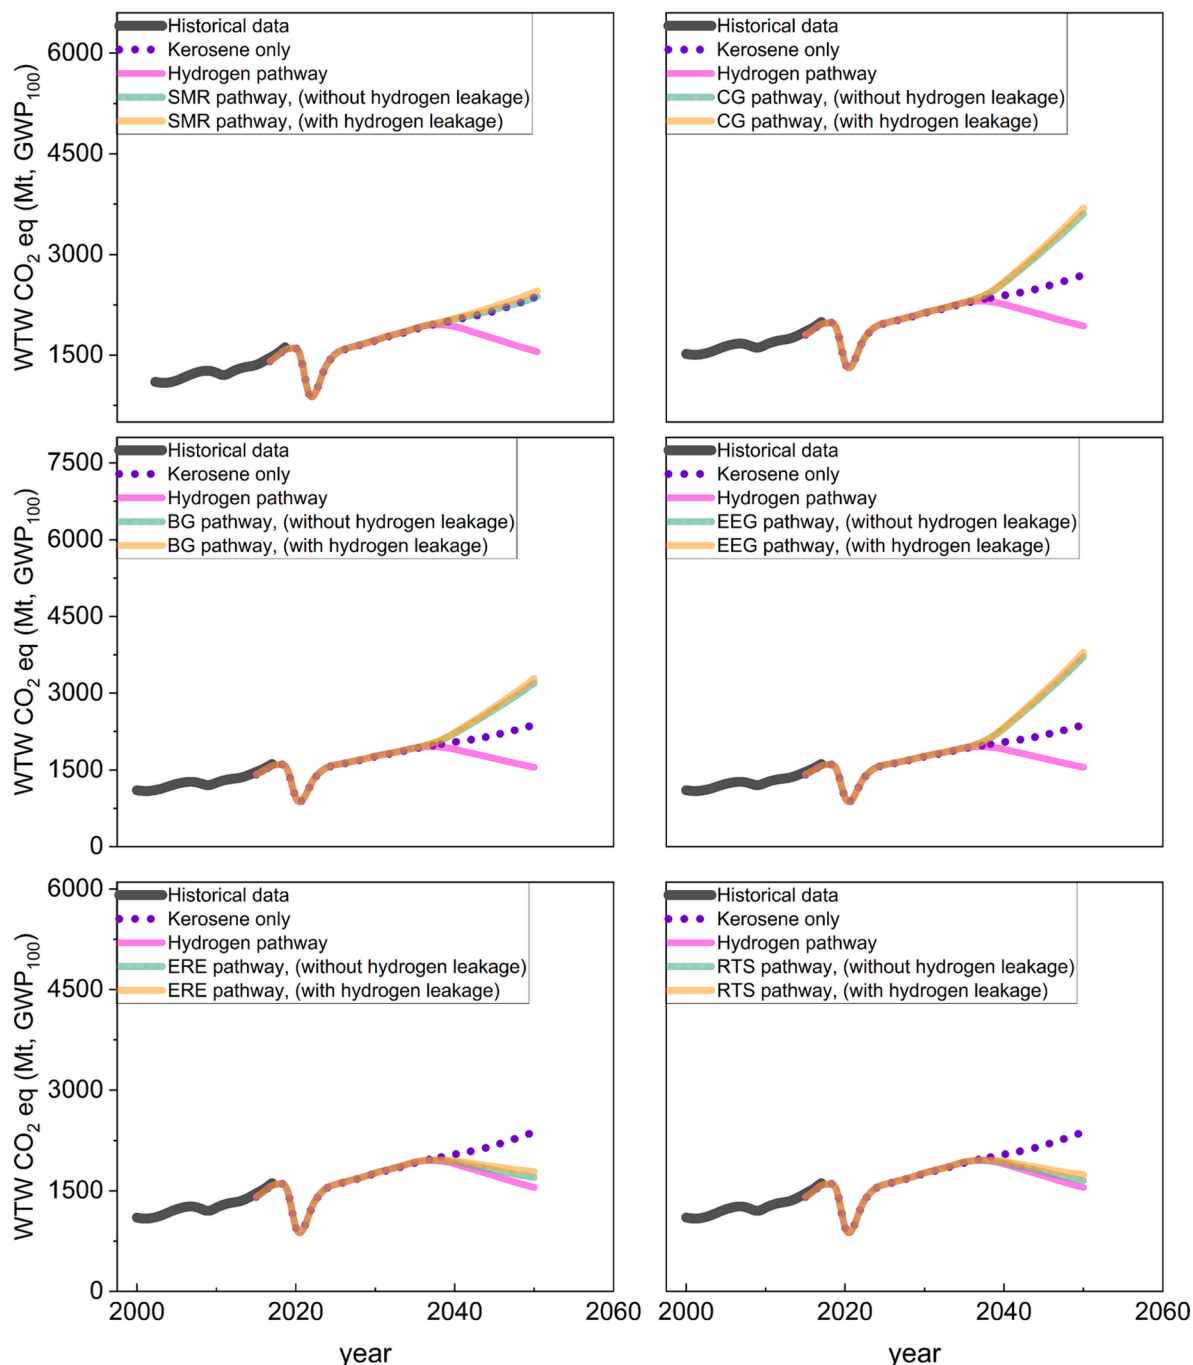 Historical data
Kerosene only
Hydrogen pathway
SMR pathway, (without hydrogen leakage)
SMR pathway, (with hydrogen leakage)
6000
4500
3000
1500
WTW CO₂ eq (Mt, GWP₁₀₀)
Historical data
Kerosene only
Hydrogen pathway
CG pathway, (without hydrogen leakage)
CG pathway, (with hydrogen leakage)
Historical data
Kerosene only
Hydrogen pathway
BG pathway, (without hydrogen leakage)
BG pathway, (with hydrogen leakage)
7500
6000
4500
3000
1500
0
WTW CO₂ eq (Mt, GWP₁₀₀)
Historical data
Kerosene only
Hydrogen pathway
EEG pathway, (without hydrogen leakage)
EEG pathway, (with hydrogen leakage)
Historical data
Kerosene only
Hydrogen pathway
ERE pathway, (without hydrogen leakage)
ERE pathway, (with hydrogen leakage)
6000
4500
3000
1500
0
WTW CO₂ eq (Mt, GWP₁₀₀)
2000 2020 2040 2060
year
Historical data
Kerosene only
Hydrogen pathway
RTS pathway, (without hydrogen leakage)
RTS pathway, (with hydrogen leakage)
2000 2020 2040 2060
year